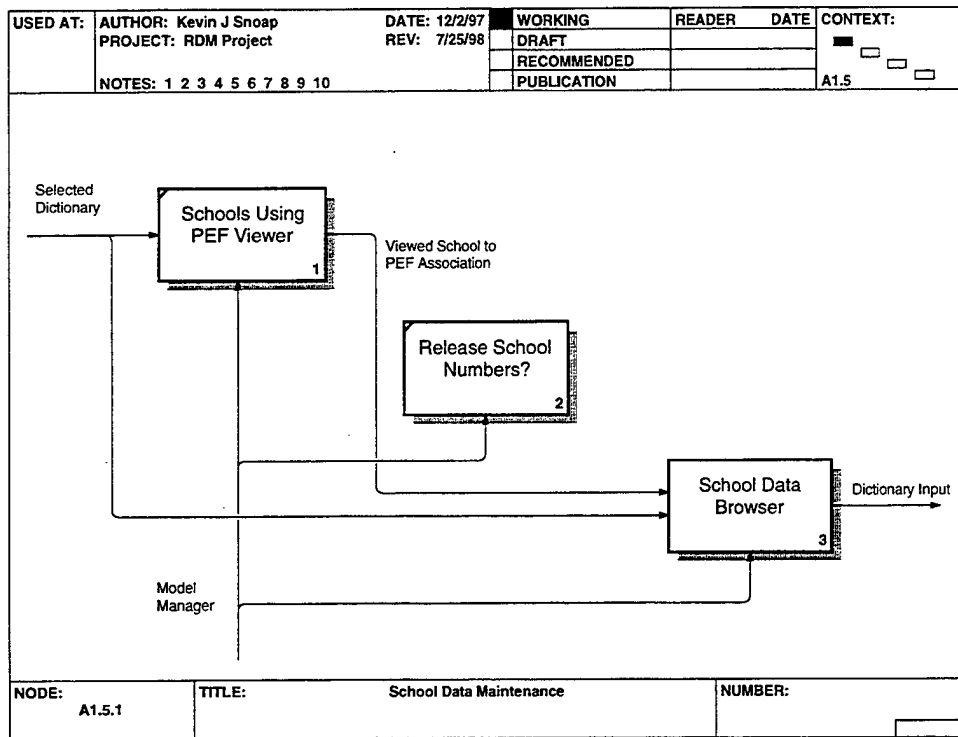 USED AT:
AUTHOR: Kevin J Snoap
DATE: 12/2/97
PROJECT: RDM Project
REV: 7/25/98
NOTES: 1 2 3 4 5 6 7 8 9 10
WORKING
DRAFT
RECOMMENDED
PUBLICATION
READER DATE
CONTEXT:
A1.5
Selected
Dictionary
Schools Using
PEF Viewer
1
Viewed School to
PEF Association
Release School
Numbers?
2
School Data
Browser
3
Dictionary Input
Model
Manager
NODE:
A1.5.1
TITLE:
School Data Maintenance
NUMBER: